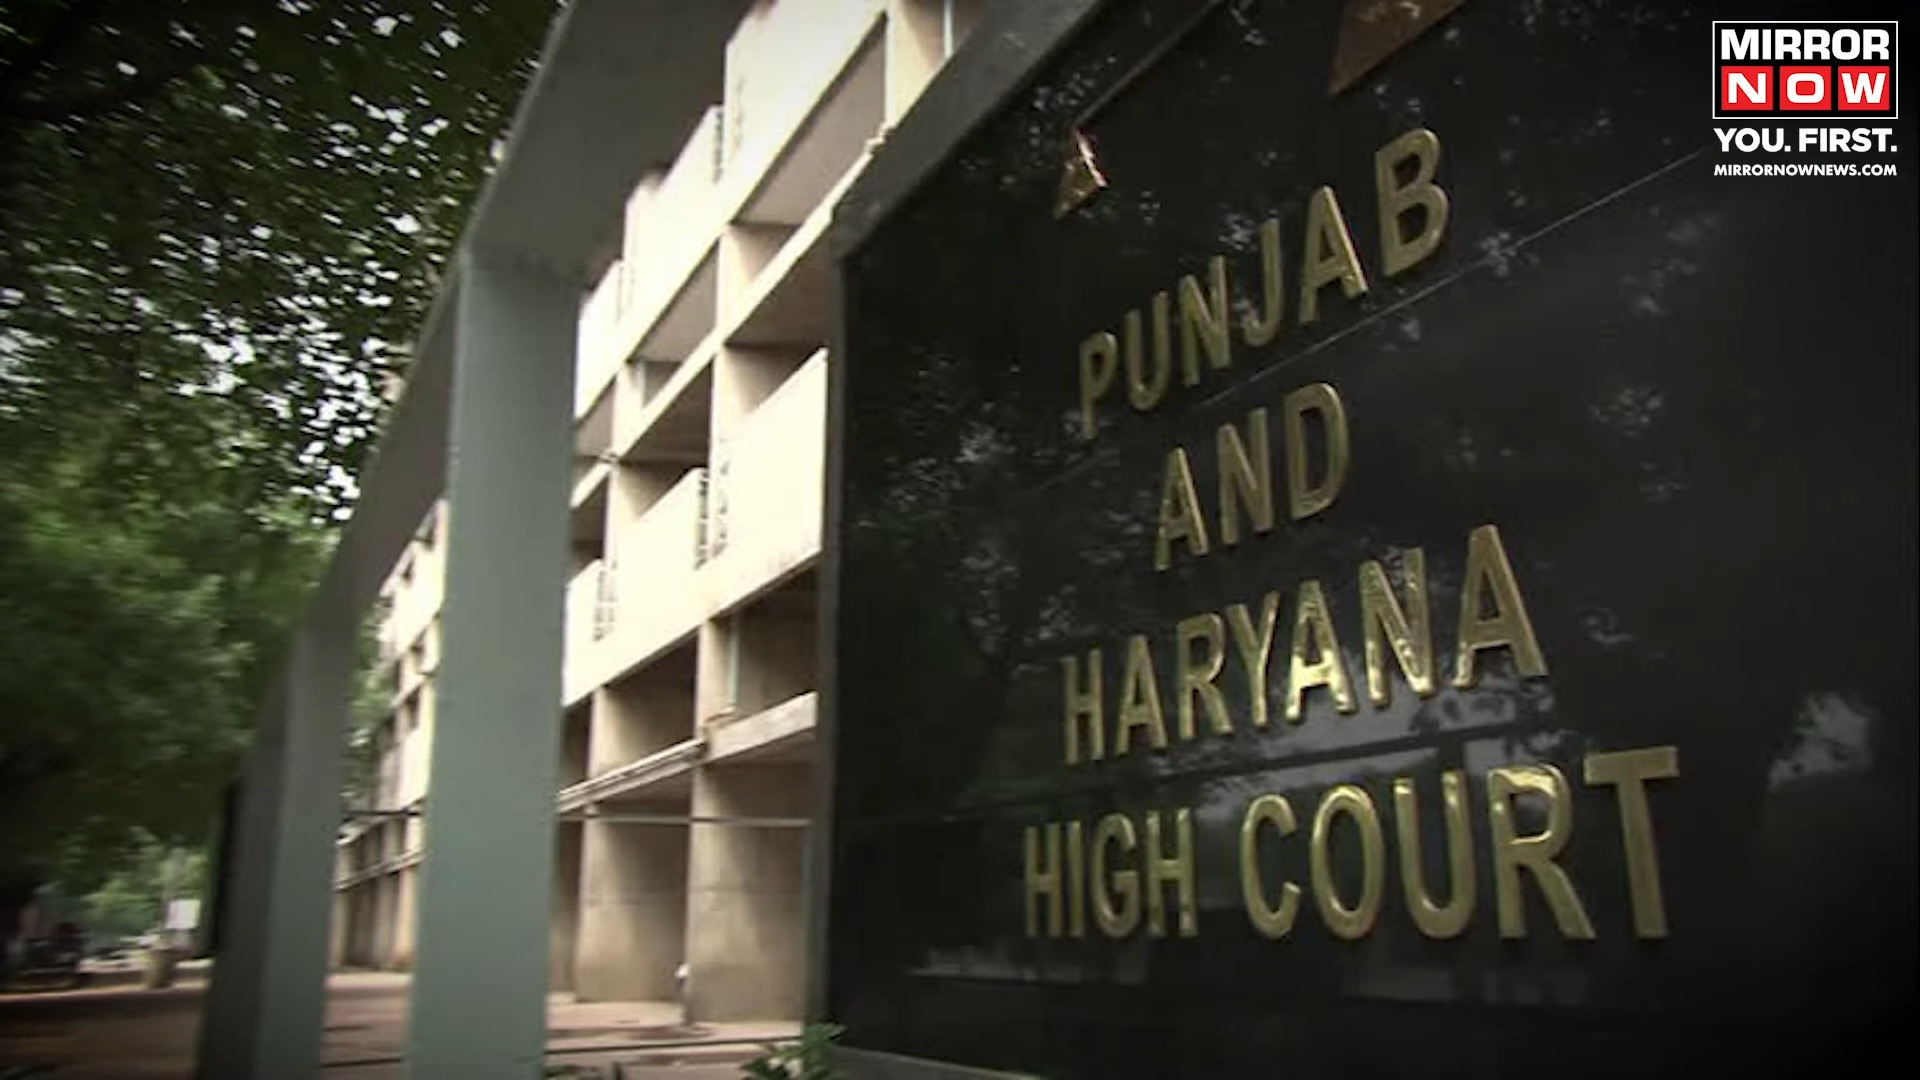 MIRROR
NOW
YOU. FIRST.
MIRRORNOWNEWS.COM
PUNJAB
AND
HARYANA
HIGH COURT